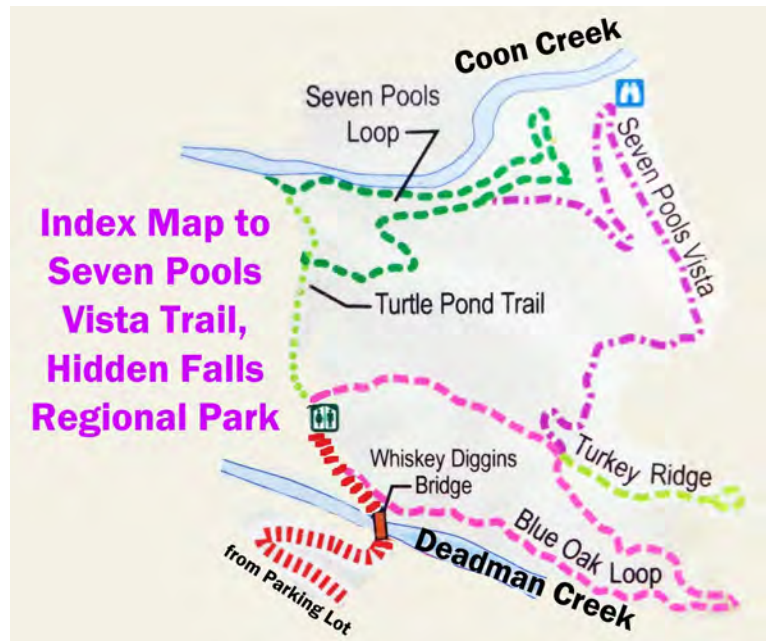 Coon Creek
Seven Pools
Loop
Seven Pools Vista
Index Map to
Seven Pools
Vista Trail,
Hidden Falls
Regional Park
Turtle Pond Trail
Turkey Ridge
Whiskey Diggins
Bridge
Blue Oak Loop
Deadman Creek
from Parking Lot